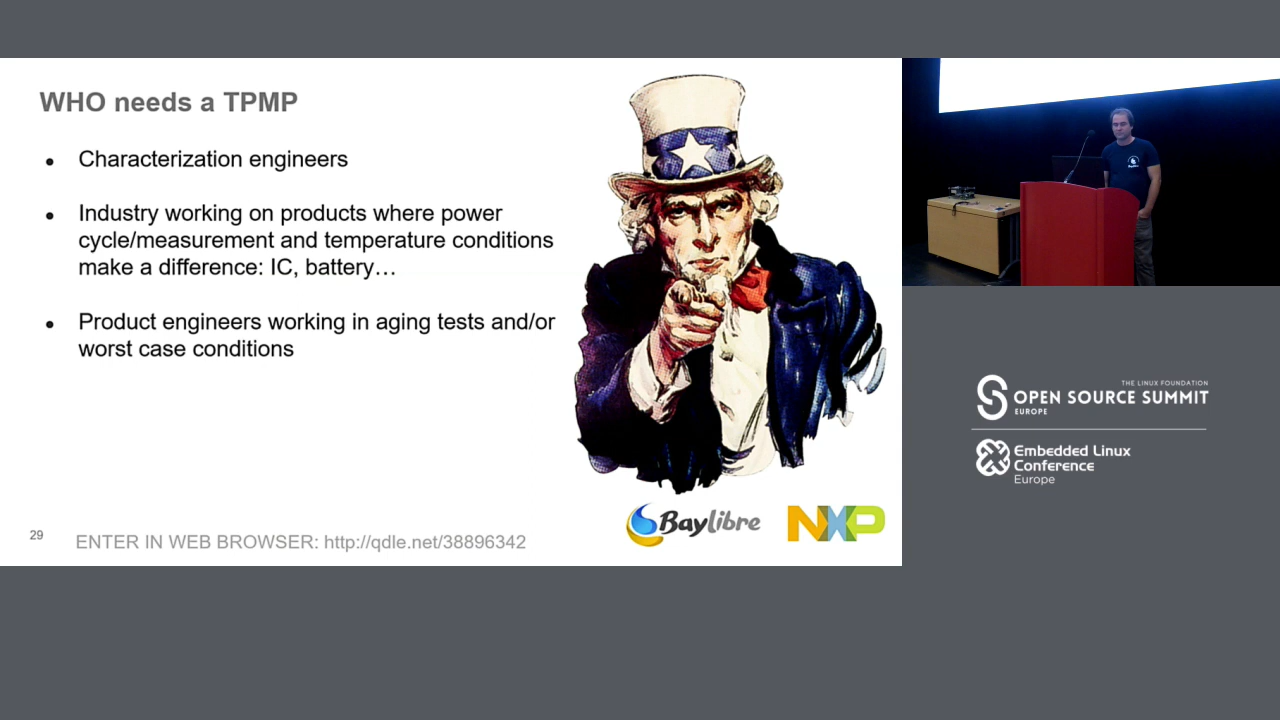 WHO needs a TPMP
● Characterization engineers
● Industry working on products where power
cycle/measurement and temperature conditions
make a difference: IC, battery…
● Product engineers working in aging tests and/or
worst case conditions
Baylibre
NXP
29
ENTER IN WEB BROWSER: http://qdle.net/38896342
THE LINUX FOUNDATION
OPEN SOURCE SUMMIT
EUROPE
Embedded Linux
Conference
Europe